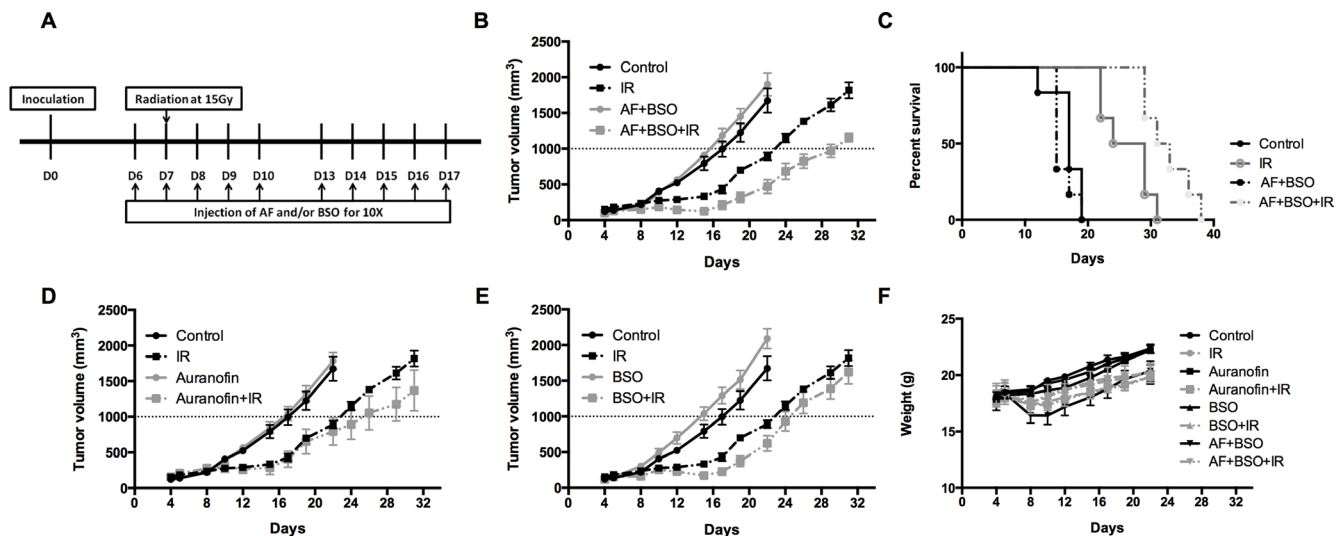 A
Inoculation
Radiation at 15Gy
D0
D6
D7
D8
D9
D10
D13
D14
D15
D16
D17
Injection of AF and/or BSO for 10X
B
Tumor volume (mm3)
2500
2000
1500
1000
500
0
Control
IR
AF+BSO
AF+BSO+IR
0 4 8 12 16 20 24 28 32
Days
C
Percent survival
100
50
0
Control
IR
AF+BSO
AF+BSO+IR
0 10 20 30 40
Days
D
Tumor volume (mm3)
2500
2000
1500
1000
500
0
Control
IR
Auranofin
Auranofin+IR
0 4 8 12 16 20 24 28 32
Days
E
Tumor volume (mm3)
2500
2000
1500
1000
500
0
Control
IR
BSO
BSO+IR
0 4 8 12 16 20 24 28 32
Days
F
Weight (g)
25
20
15
10
Control
IR
Auranofin
Auranofin+IR
BSO
BSO+IR
AF+BSO
AF+BSO+IR
0 4 8 12 16 20 24 28
Days